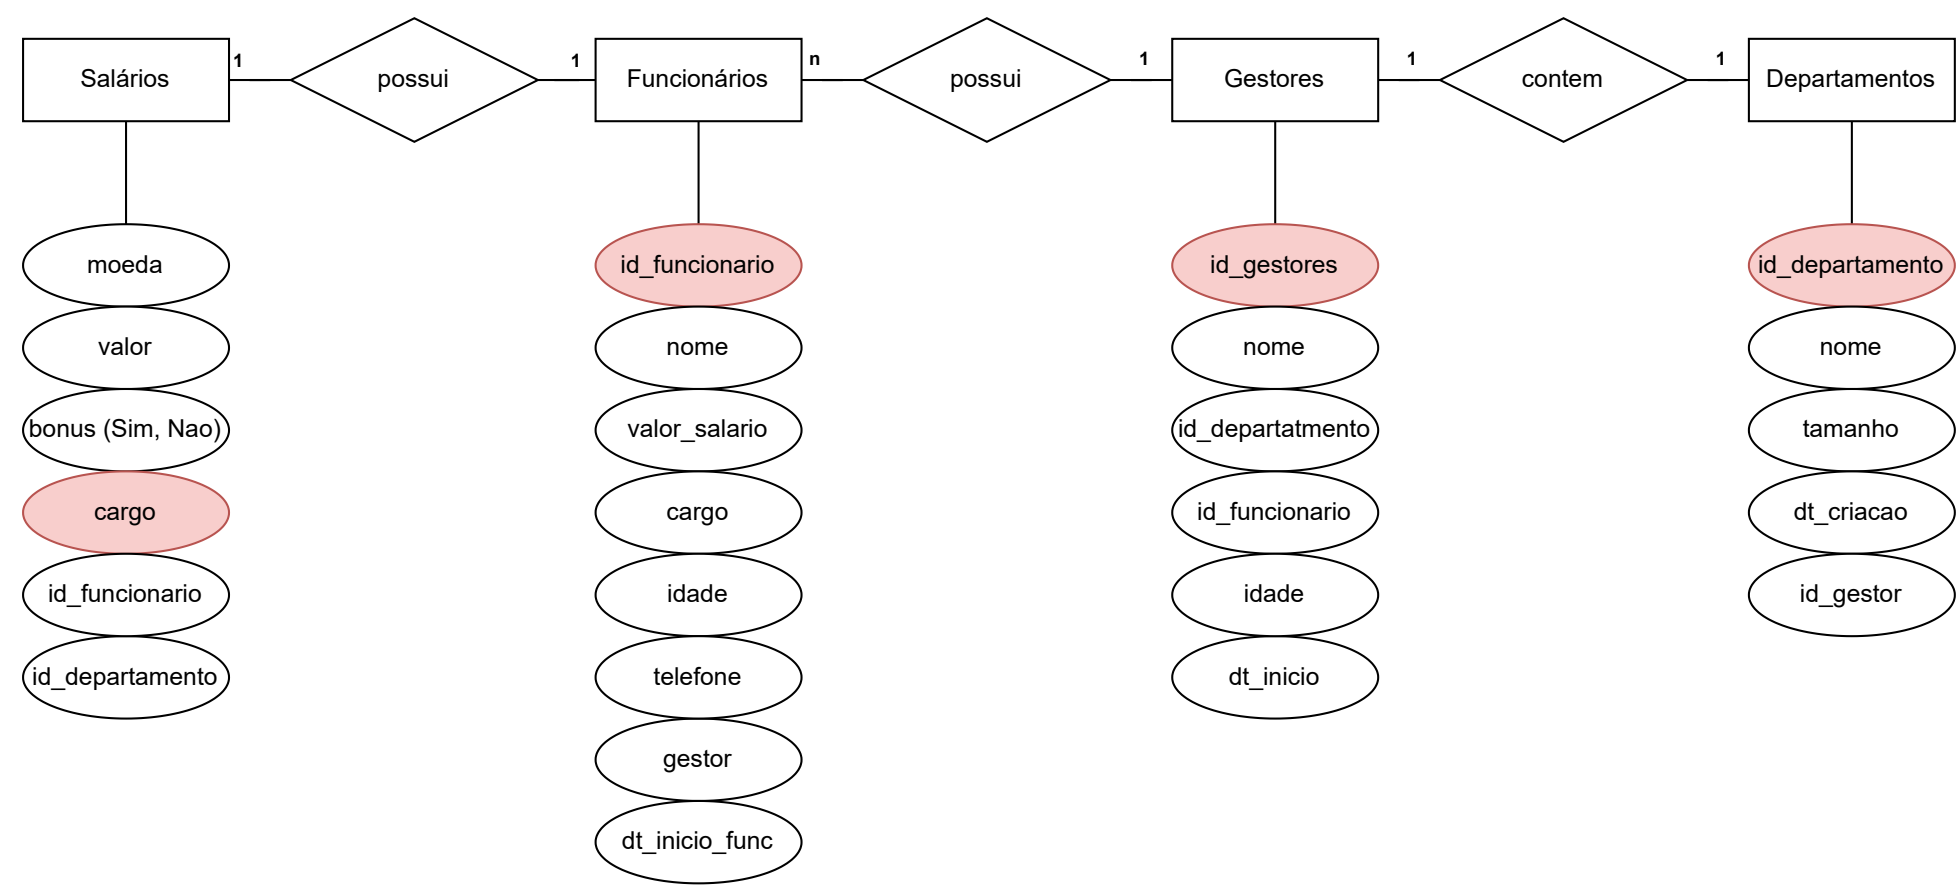 Salários
1
possui
1
Funcionários
n
possui
1
Gestores
1
contem
1
Departamentos
moeda
valor
bonus (Sim, Nao)
cargo
id_funcionario
id_departamento
id_funcionario
nome
valor_salario
cargo
idade
telefone
gestor
dt_inicio_func
id_gestores
nome
id_departatmento
id_funcionario
idade
dt_inicio
id_departamento
nome
tamanho
dt_criacao
id_gestor